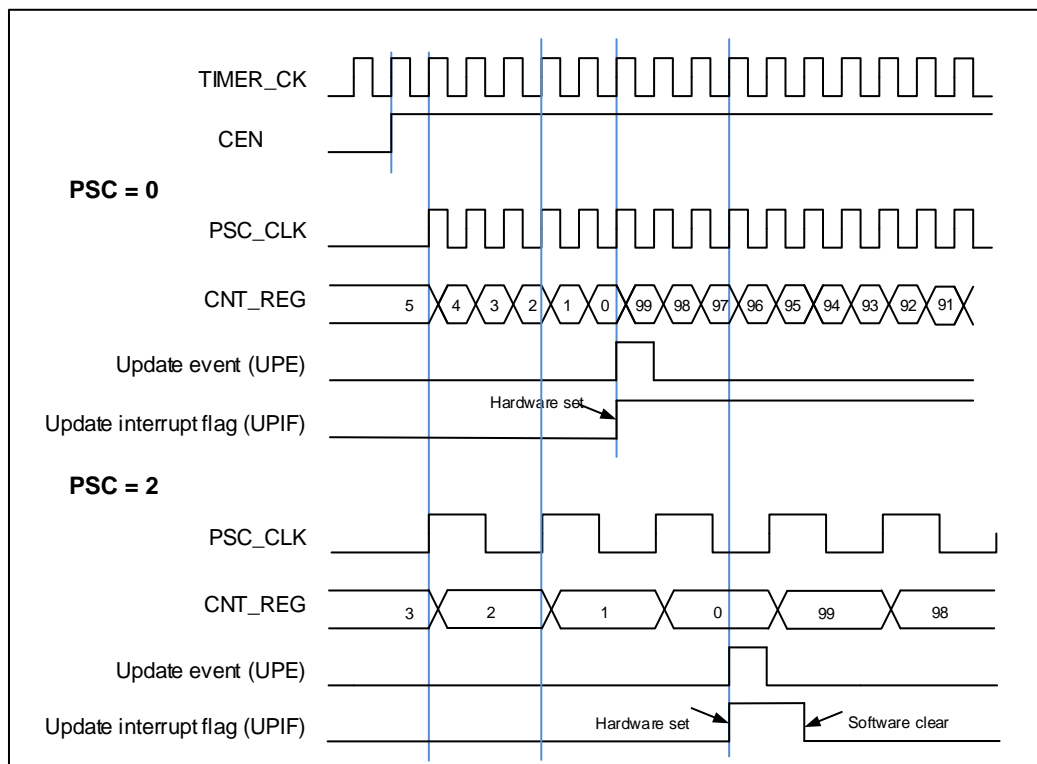 TIMER_CK
CEN
PSC = 0
PSC_CLK
CNT_REG 5 4 3 2 1 0 99 98 97 96 95 94 93 92 91
Update event (UPE)
Hardware set
Update interrupt flag (UPIF)
PSC = 2
PSC_CLK
CNT_REG 3 2 1 0 99 98
Update event (UPE)
Update interrupt flag (UPIF) Hardware set Software clear